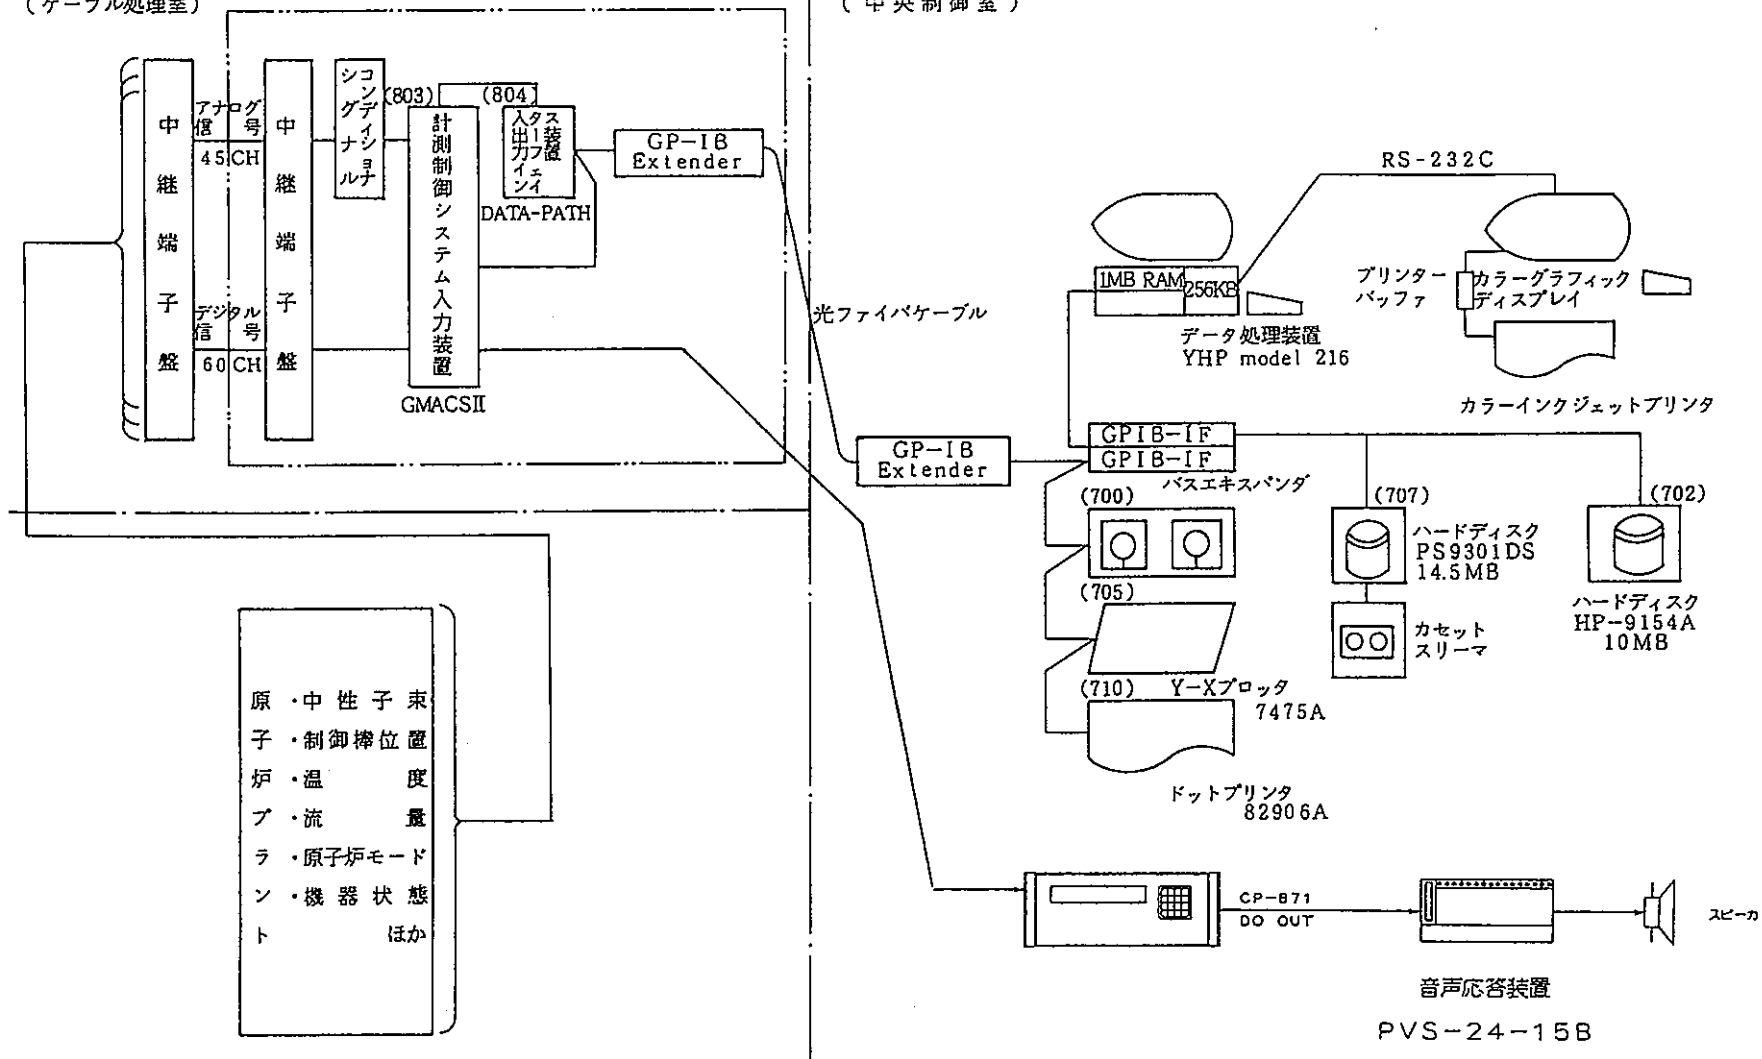 (ケーブル処理室)
(中央制御室)
中継端子盤
アナログ
信号
45CH
デジタル
信号
60CH
中継端子盤
シグナル
コンディショナ
(803)
計測制御システム入力装置
GMACSII
(804)
入出力イン
ターフェイ
ス装置
DATA-PATH
GP-IB
Extender
光ファイバケーブル
GP-IB
Extender
RS-232C
1MB RAM
256KB
データ処理装置
YHP model 216
プリンター
バッファ
カラーグラフィック
ディスプレイ
カラーインクジェットプリンタ
GPIB-IF
GPIB-IF
バスエキスパンダ
(700)
(705)
(710)
Y-Xプロッタ
7475A
ドットプリンタ
82906A
(707)
ハードディスク
PS9301DS
14.5MB
カセット
スリーマ
(702)
ハードディスク
HP-9154A
10MB
原子炉プラント
・中性子束
・制御棒位置
・温度
・流量
・原子炉モード
・機器状態
ほか
CP-871
DO OUT
スピーカ
音声応答装置
PVS-24-15B